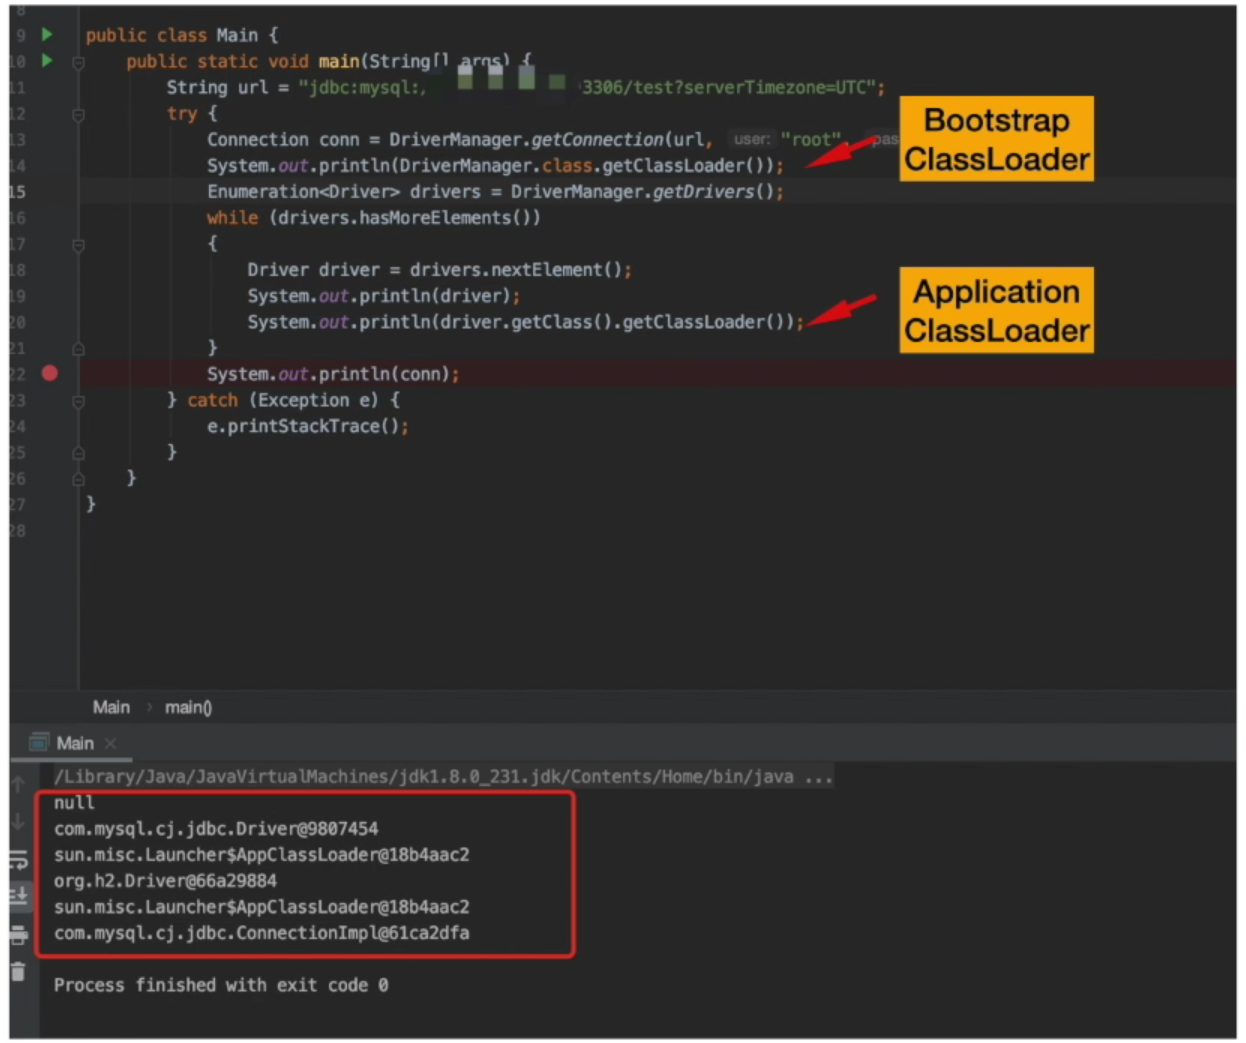 8
9 public class Main {
10 public static void main(String[] args) {
11 String url = "jdbc:mysql: 3306/test?serverTimezone=UTC";
12 try {
13 Connection conn = DriverManager.getConnection(url, user: "root", pas
Bootstrap
ClassLoader
14 System.out.println(DriverManager.class.getClassLoader());
15 Enumeration<Driver> drivers = DriverManager.getDrivers();
16 while (drivers.hasMoreElements())
17 {
18 Driver driver = drivers.nextElement();
19 System.out.println(driver);
20 System.out.println(driver.getClass().getClassLoader());
Application
ClassLoader
21 }
22 System.out.println(conn);
23 } catch (Exception e) {
24 e.printStackTrace();
25 }
26 }
27 }
28
Main › main()
Main ×
/Library/Java/JavaVirtualMachines/jdk1.8.0_231.jdk/Contents/Home/bin/java ...
null
com.mysql.cj.jdbc.Driver@9807454
sun.misc.Launcher$AppClassLoader@18b4aac2
org.h2.Driver@66a29884
sun.misc.Launcher$AppClassLoader@18b4aac2
com.mysql.cj.jdbc.ConnectionImpl@61ca2dfa
Process finished with exit code 0